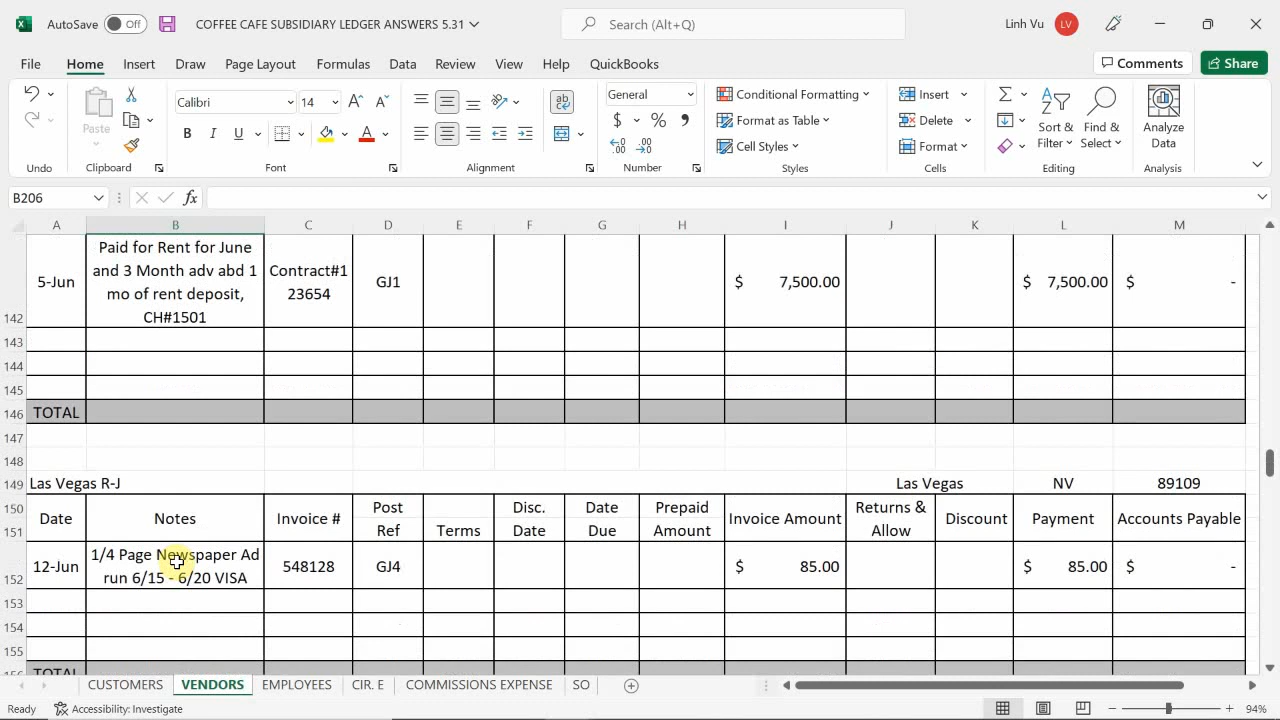 AutoSave Off COFFEE CAFE SUBSIDIARY LEDGER ANSWERS 5.31 Search (Alt+Q) Linh Vu LV
File Home Insert Draw Page Layout Formulas Data Review View Help QuickBooks Comments Share
Calibri 14 General Conditional Formatting Insert
Paste B I U $ % , Format as Table Delete Sort & Filter Find & Select Analyze Data
Cell Styles Format
Undo Clipboard Font Alignment Number Styles Cells Editing Analysis
B206 fx
A B C D E F G H I J K L M
142 5-Jun Paid for Rent for June and 3 Month adv abd 1 mo of rent deposit, CH#1501 Contract#1 23654 GJ1 $ 7,500.00 $ 7,500.00 $ -
143
144
145
146 TOTAL
147
148
149 Las Vegas R-J Las Vegas NV 89109
150 Date Notes Invoice # Post Terms Disc. Date Prepaid Invoice Amount Returns & Discount Payment Accounts Payable
151 Ref Date Due Amount Allow
152 12-Jun 1/4 Page Newspaper Ad run 6/15 - 6/20 VISA 548128 GJ4 $ 85.00 $ 85.00 $ -
153
154
155
156 TOTAL
CUSTOMERS VENDORS EMPLOYEES CIR. E COMMISSIONS EXPENSE SO
Ready Accessibility: Investigate 94%